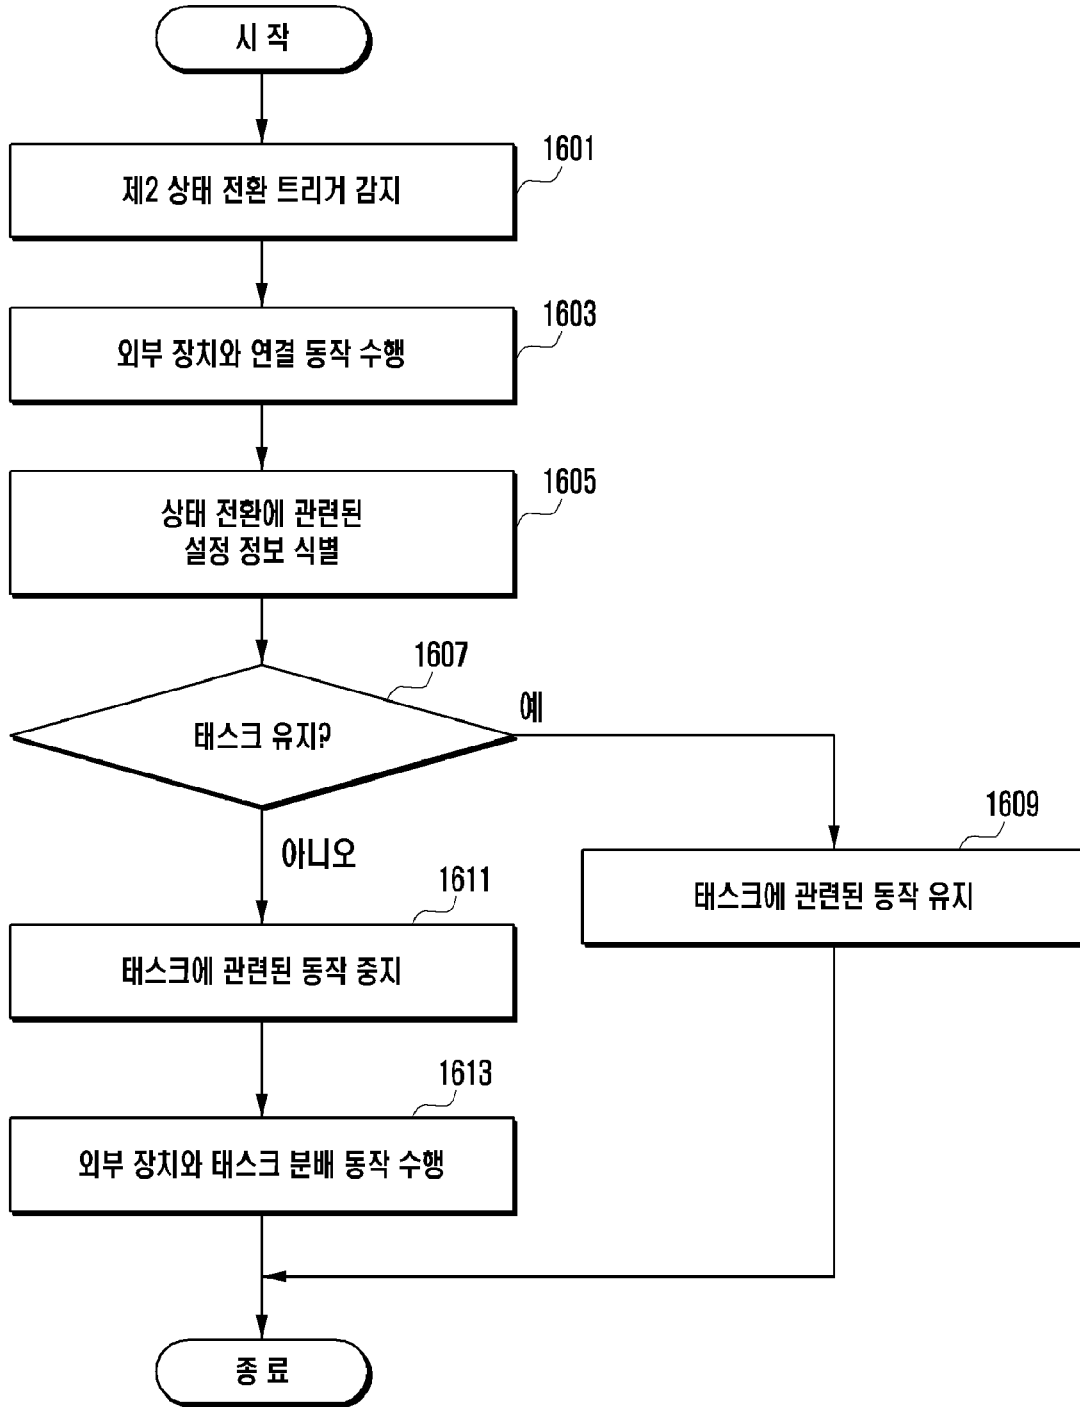 시 작
1601
제2 상태 전환 트리거 감지
1603
외부 장치와 연결 동작 수행
1605
상태 전환에 관련된
설정 정보 식별
1607
태스크 유지?
예
아니오
1609
태스크에 관련된 동작 유지
1611
태스크에 관련된 동작 중지
1613
외부 장치와 태스크 분배 동작 수행
종 료